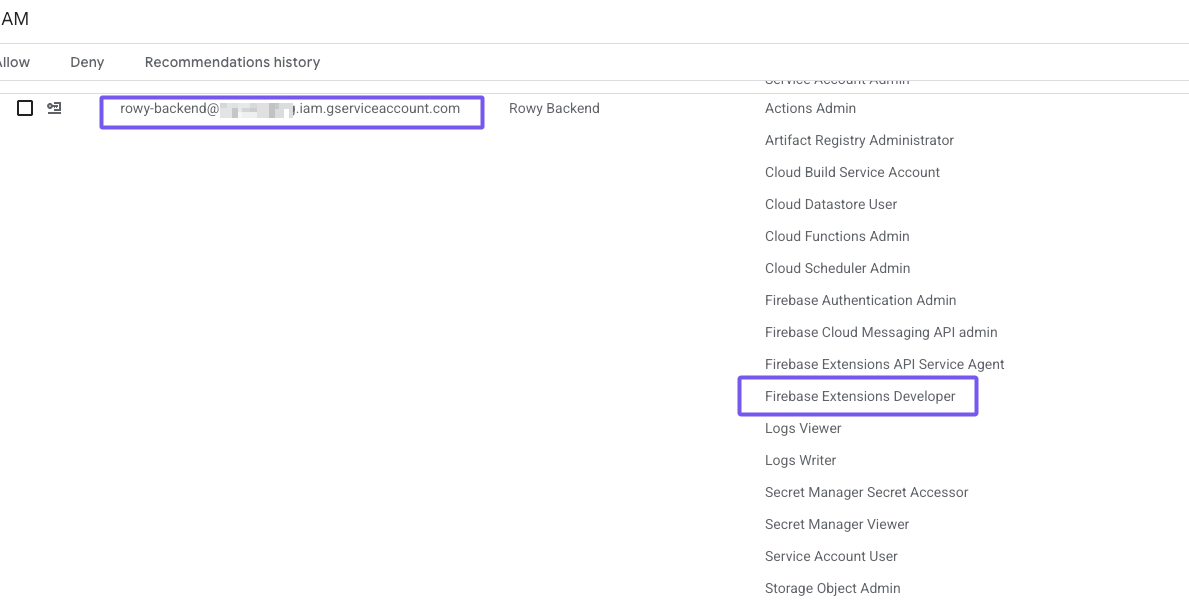 AM
Allow Deny Recommendations history
Service Account Admin
rowy-backend@ .iam.gserviceaccount.com Rowy Backend Actions Admin
Artifact Registry Administrator
Cloud Build Service Account
Cloud Datastore User
Cloud Functions Admin
Cloud Scheduler Admin
Firebase Authentication Admin
Firebase Cloud Messaging API admin
Firebase Extensions API Service Agent
Firebase Extensions Developer
Logs Viewer
Logs Writer
Secret Manager Secret Accessor
Secret Manager Viewer
Service Account User
Storage Object Admin